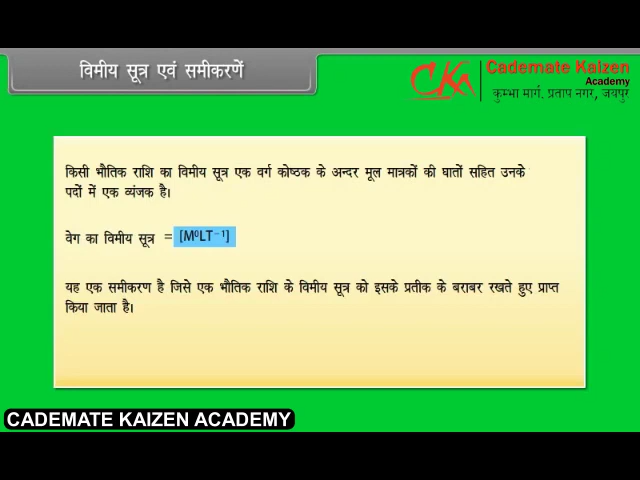 विमीय सूत्र एवं समीकरणें
CKA
Cademate Kaizen
Academy
कुम्भा मार्ग. प्रताप नगर, जयपुर
किसी भौतिक राशि का विमीय सूत्र एक वर्ग कोष्ठक के अन्दर मूल मात्रकों की घातों सहित उनके
पदों में एक व्यंजक है।
वेग का विमीय सूत्र = [M⁰LT⁻¹]
यह एक समीकरण है जिसे एक भौतिक राशि के विमीय सूत्र को इसके प्रतीक के बराबर रखते हुए प्राप्त
किया जाता है।
CADEMATE KAIZEN ACADEMY